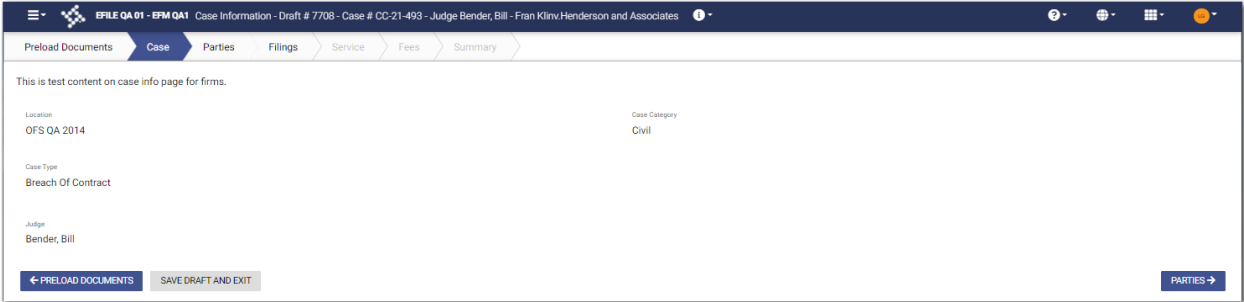 EFILE QA 01 - EFM QA1 Case Information - Draft # 7708 - Case # CC-21-493 - Judge Bender, Bill - Fran Klinv.Henderson and Associates
Preload Documents Case Parties Filings Service Fees Summary
This is test content on case info page for firms.
Location Case Category
OFS QA 2014 Civil
Case Type
Breach Of Contract
Judge
Bender, Bill
PRELOAD DOCUMENTS SAVE DRAFT AND EXIT PARTIES